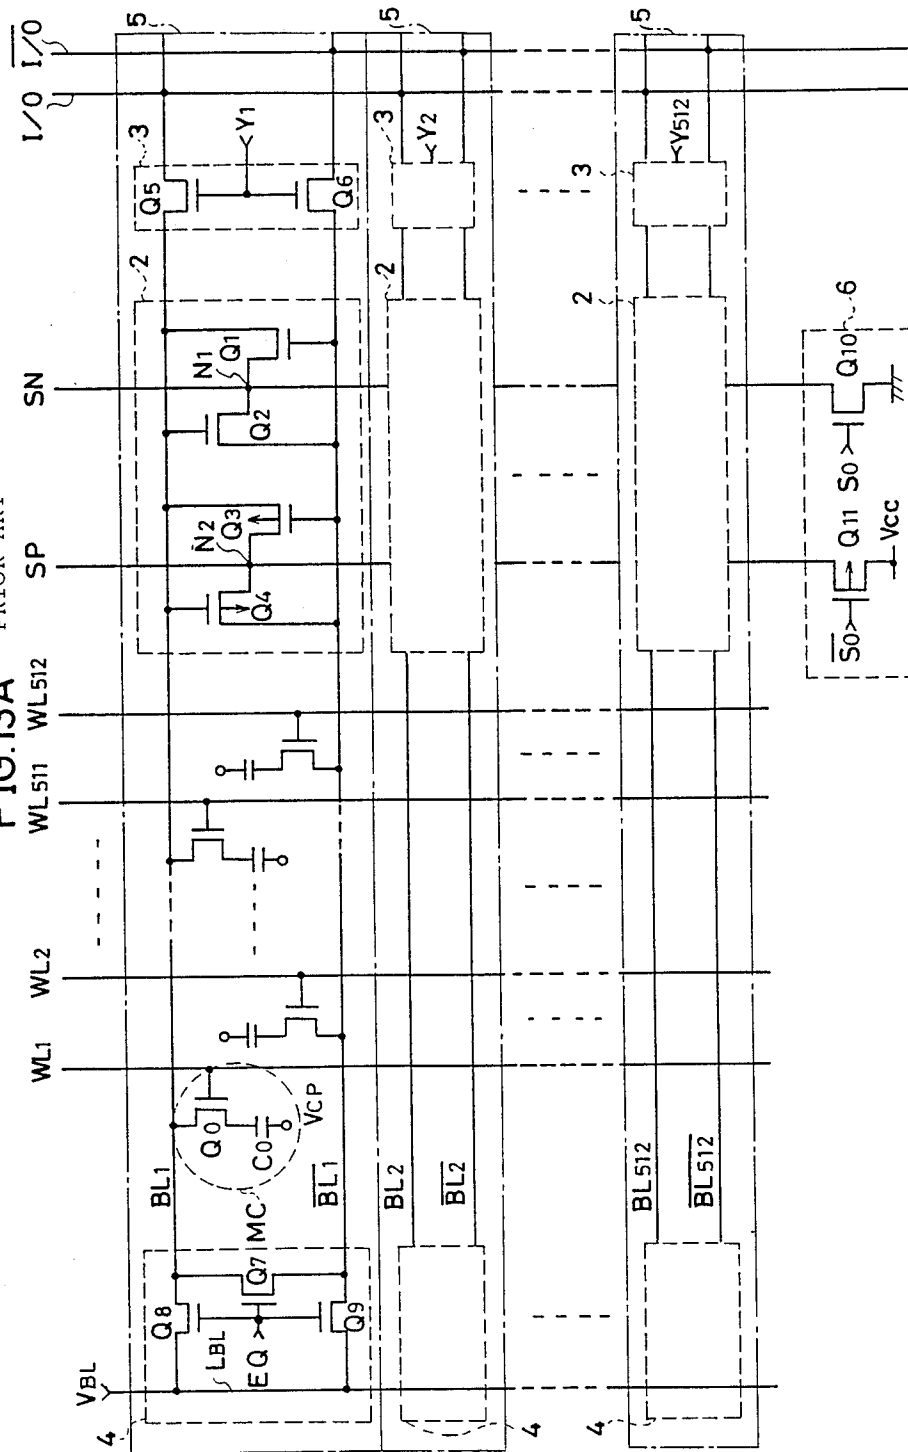 FIG.13A PRIOR ART
VBL
WL1
WL2
WL511
WL512
SP
SN
I/O
I/O
4
Q8
LBL
EQ
Q7
Q9
BL1
MC
Q0
C0
VCP
BL1
2
N2
Q4
Q3
N1
Q2
Q1
3
Q5
Y1
Q6
5
4
BL2
BL2
2
3
Y2
5
4
BL512
BL512
2
3
Y512
5
S0
Q11
VCC
S0
Q10
6